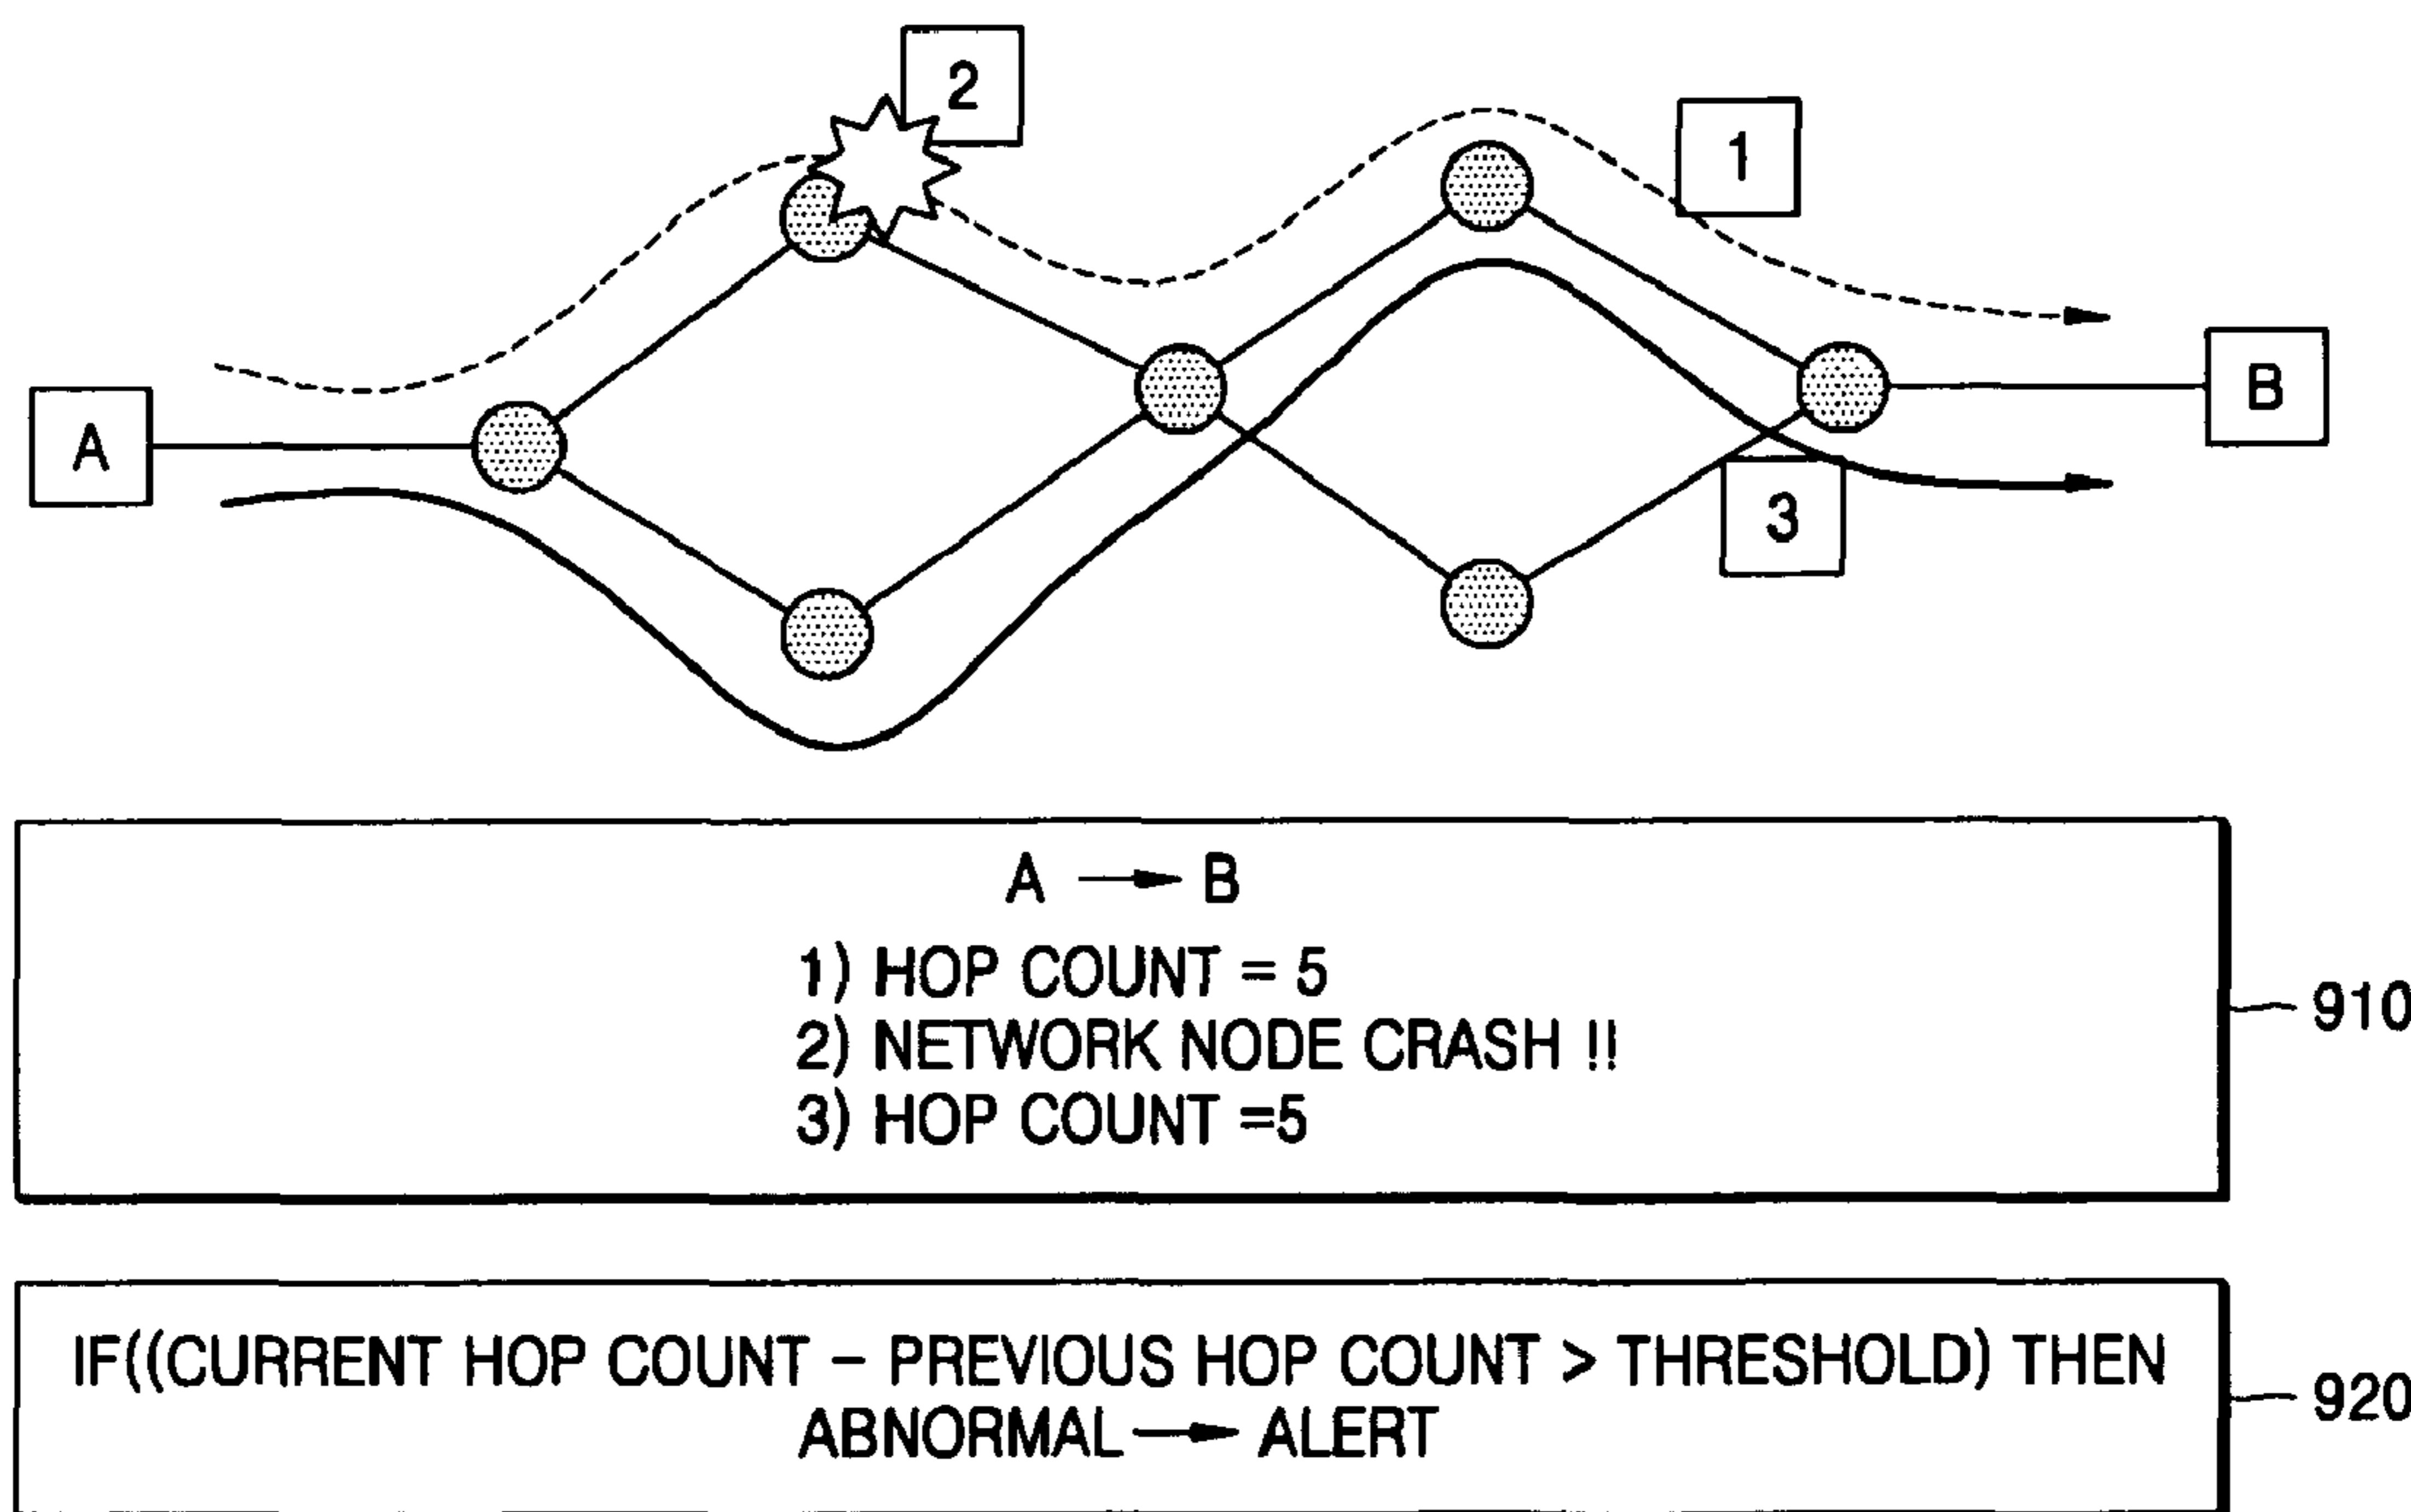 2
1
A
B
3
A → B
1) HOP COUNT = 5
2) NETWORK NODE CRASH !!
3) HOP COUNT =5
910
IF((CURRENT HOP COUNT – PREVIOUS HOP COUNT > THRESHOLD) THEN
ABNORMAL → ALERT
920